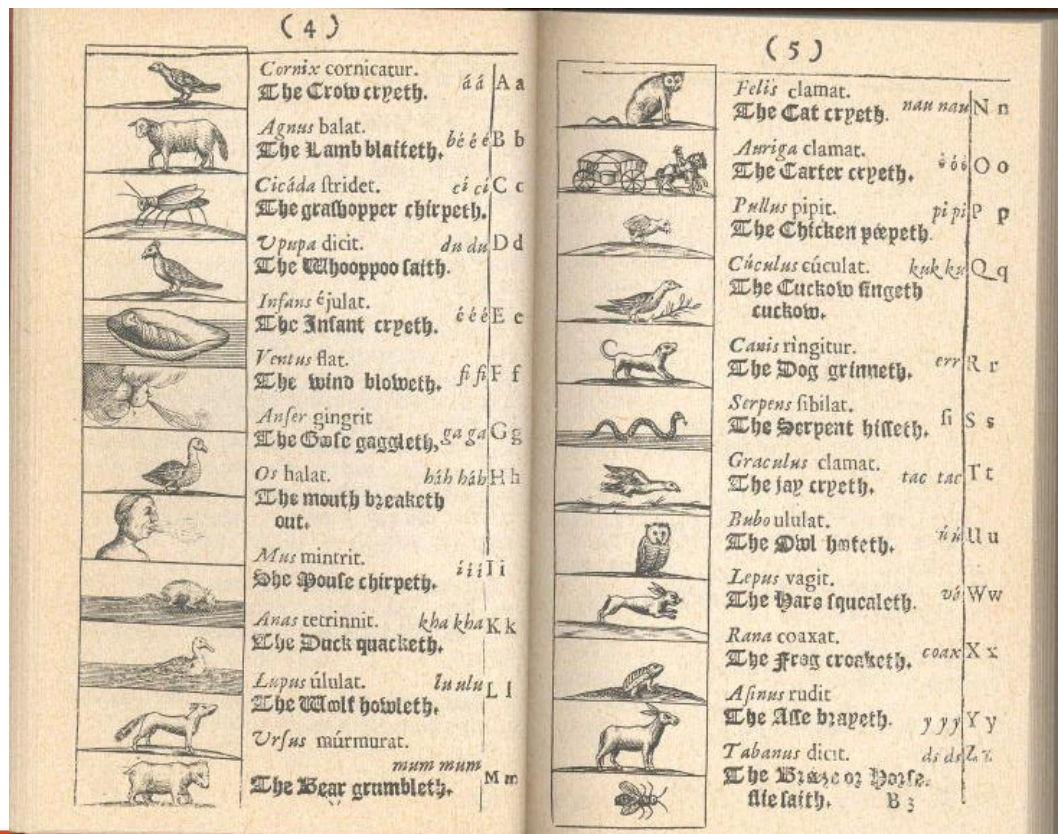 ( 4 )
Cornix cornicatur. á á A a
The Crow cryeth.
Agnus balat. bé é é B b
The Lamb blaiteth.
Cicáda ſtridet. cí cí C c
The graſhopper chirpeth.
Upupa dicit. du du D d
The Whooppoo ſaith.
Infans éjulat. é é é E e
The Infant cryeth.
Ventus flat. fi fi F f
The wind bloweth.
Anſer gingrit ga ga G g
The Gooſe gaggleth,
Os halat. háh háh H h
The mouth breaketh
out.
Mus mintrit. í í í I i
The Mouſe chirpeth.
Anas tetrinnit. kha kha K k
The Duck quacketh.
Lupus úlulat. lu ulu L l
The Wolf howleth.
Urſus múrmurat.
mum mum M m
The Bear grumbleth.
( 5 )
Felis clamat. nau nau N n
The Cat cryeth.
Auriga clamat. ó ó ó O o
The Carter cryeth.
Pullus pipit. pi pi P p
The Chicken peepeth.
Cúculus cúculat. kuk ku Q q
The Cuckow ſingeth
cuckow.
Canis rìngitur. err R r
The Dog grinneth.
Serpens ſibilat. ſi S s
The Serpent hiſſeth.
Graculus clamat. tac tac T t
The jay cryeth.
Bubo ululat. ú ú U u
The Owl hooteth.
Lepus vagit. vá W w
The Hare ſqueaketh.
Rana coaxat. coax X x
The Frog croaketh.
Aſinus rudit y y y Y y
The Aſſe brayeth.
Tabanus dicit. ds ds Z z
The Breeze or Horſe-
flie ſaith. B 3